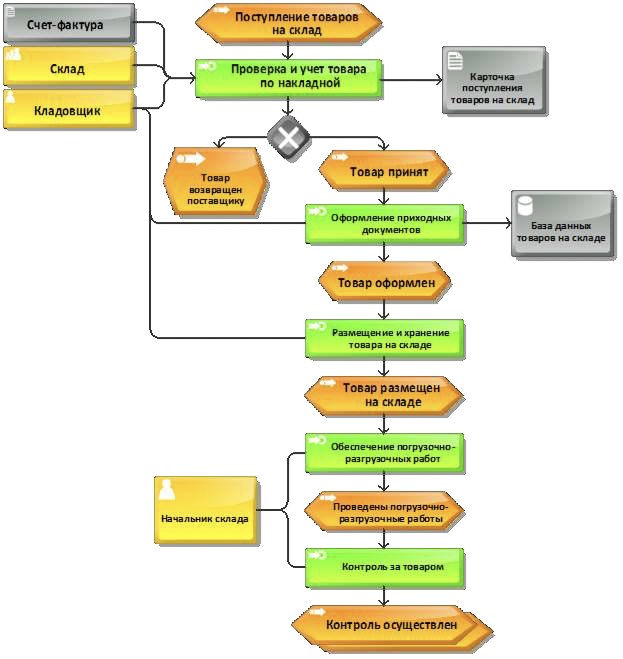 Счет-фактура
Поступление товаров
на склад
Склад
Проверка и учет товара
по накладной
Карточка
поступления
товаров на склад
Кладовщик
Товар
возвращен
поставщику
Товар принят
Оформление приходных
документов
База данных
товаров на складе
Товар оформлен
Размещение и хранение
товара на складе
Товар размещен
на складе
Обеспечение погрузочно-
разгрузочных работ
Начальник склада
Проведены погрузочно-
разгрузочные работы
Контроль за товаром
Контроль осуществлен